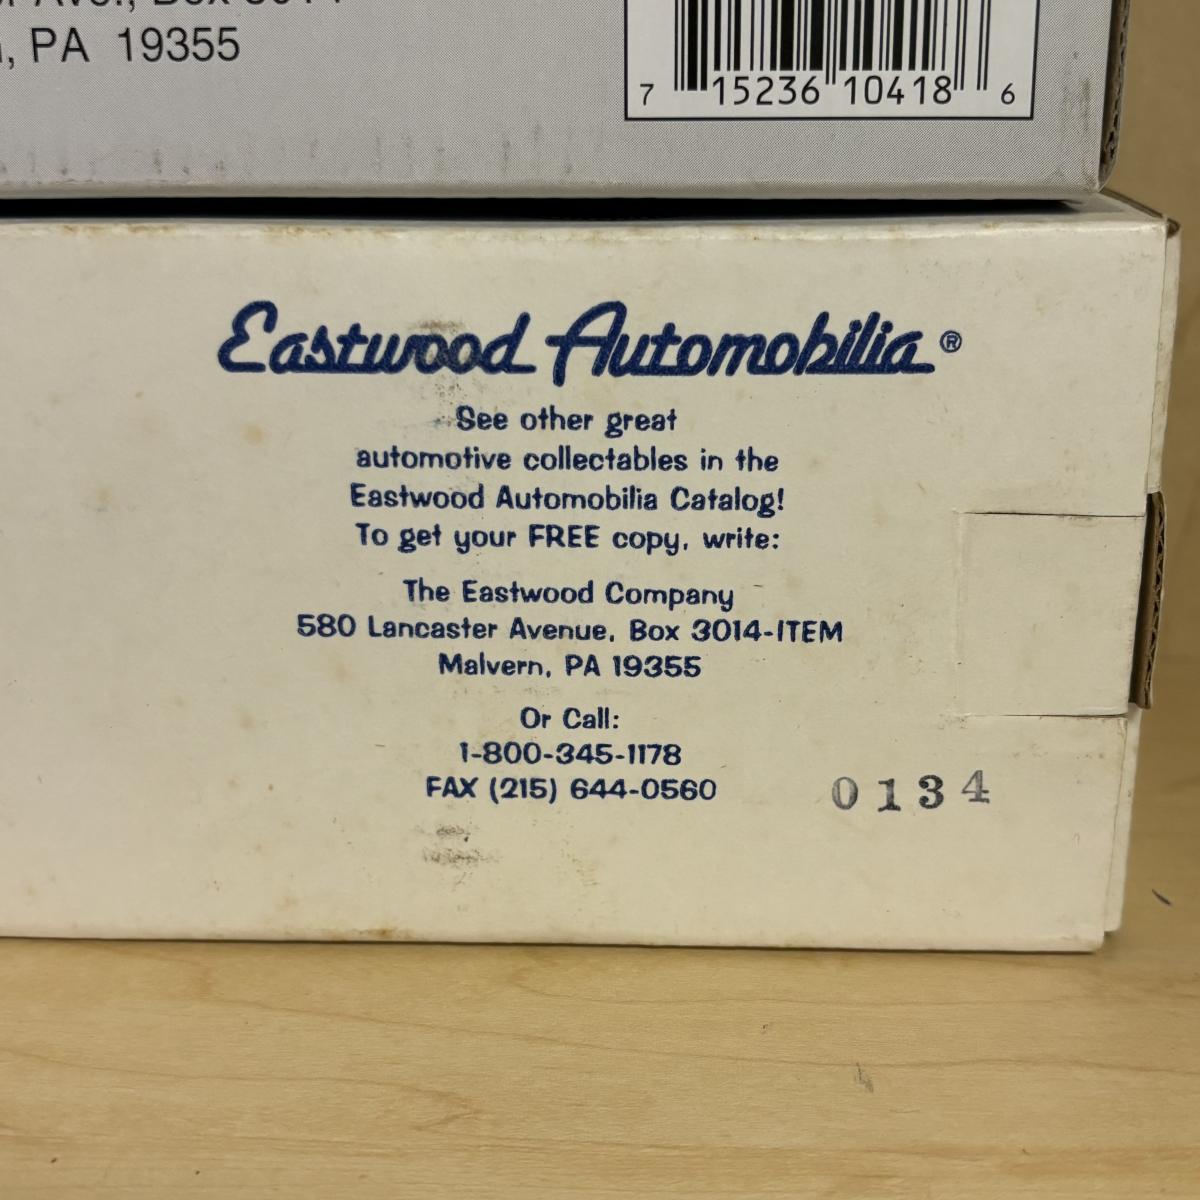 PA 19355
7 15236 10418 6
Eastwood Automobilia®
See other great
automotive collectables in the
Eastwood Automobilia Catalog!
To get your FREE copy, write:
The Eastwood Company
580 Lancaster Avenue, Box 3014-ITEM
Malvern, PA 19355
Or Call:
1-800-345-1178
FAX (215) 644-0560
0134